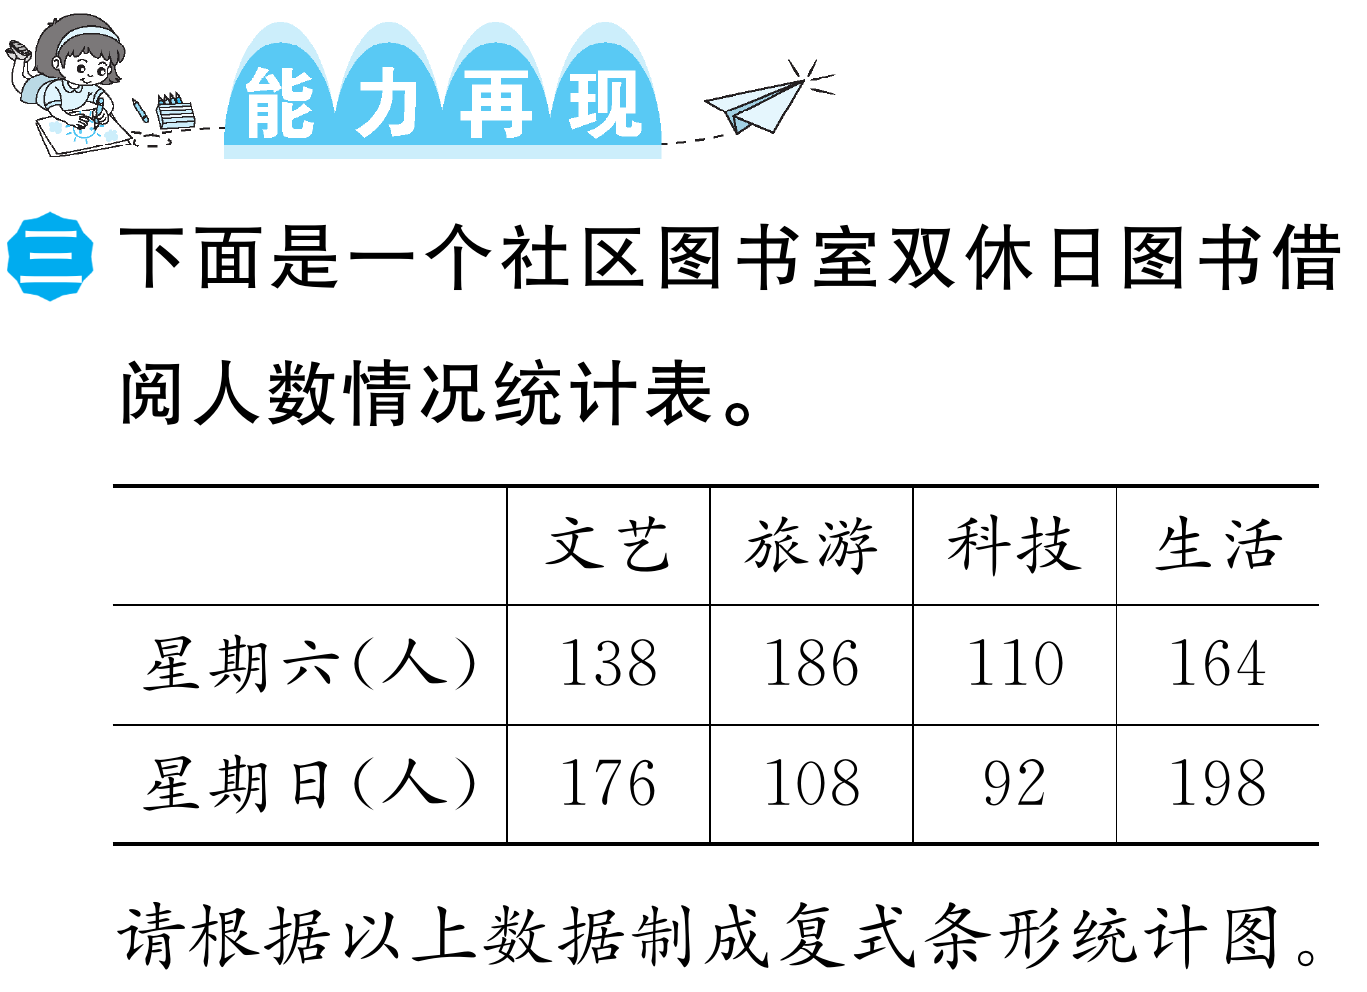 能力再现
三 下面是一个社区图书室双休日图书借
阅人数情况统计表。
文艺 旅游 科技 生活
星期六(人) 138 186 110 164
星期日(人) 176 108 92 198
请根据以上数据制成复式条形统计图。